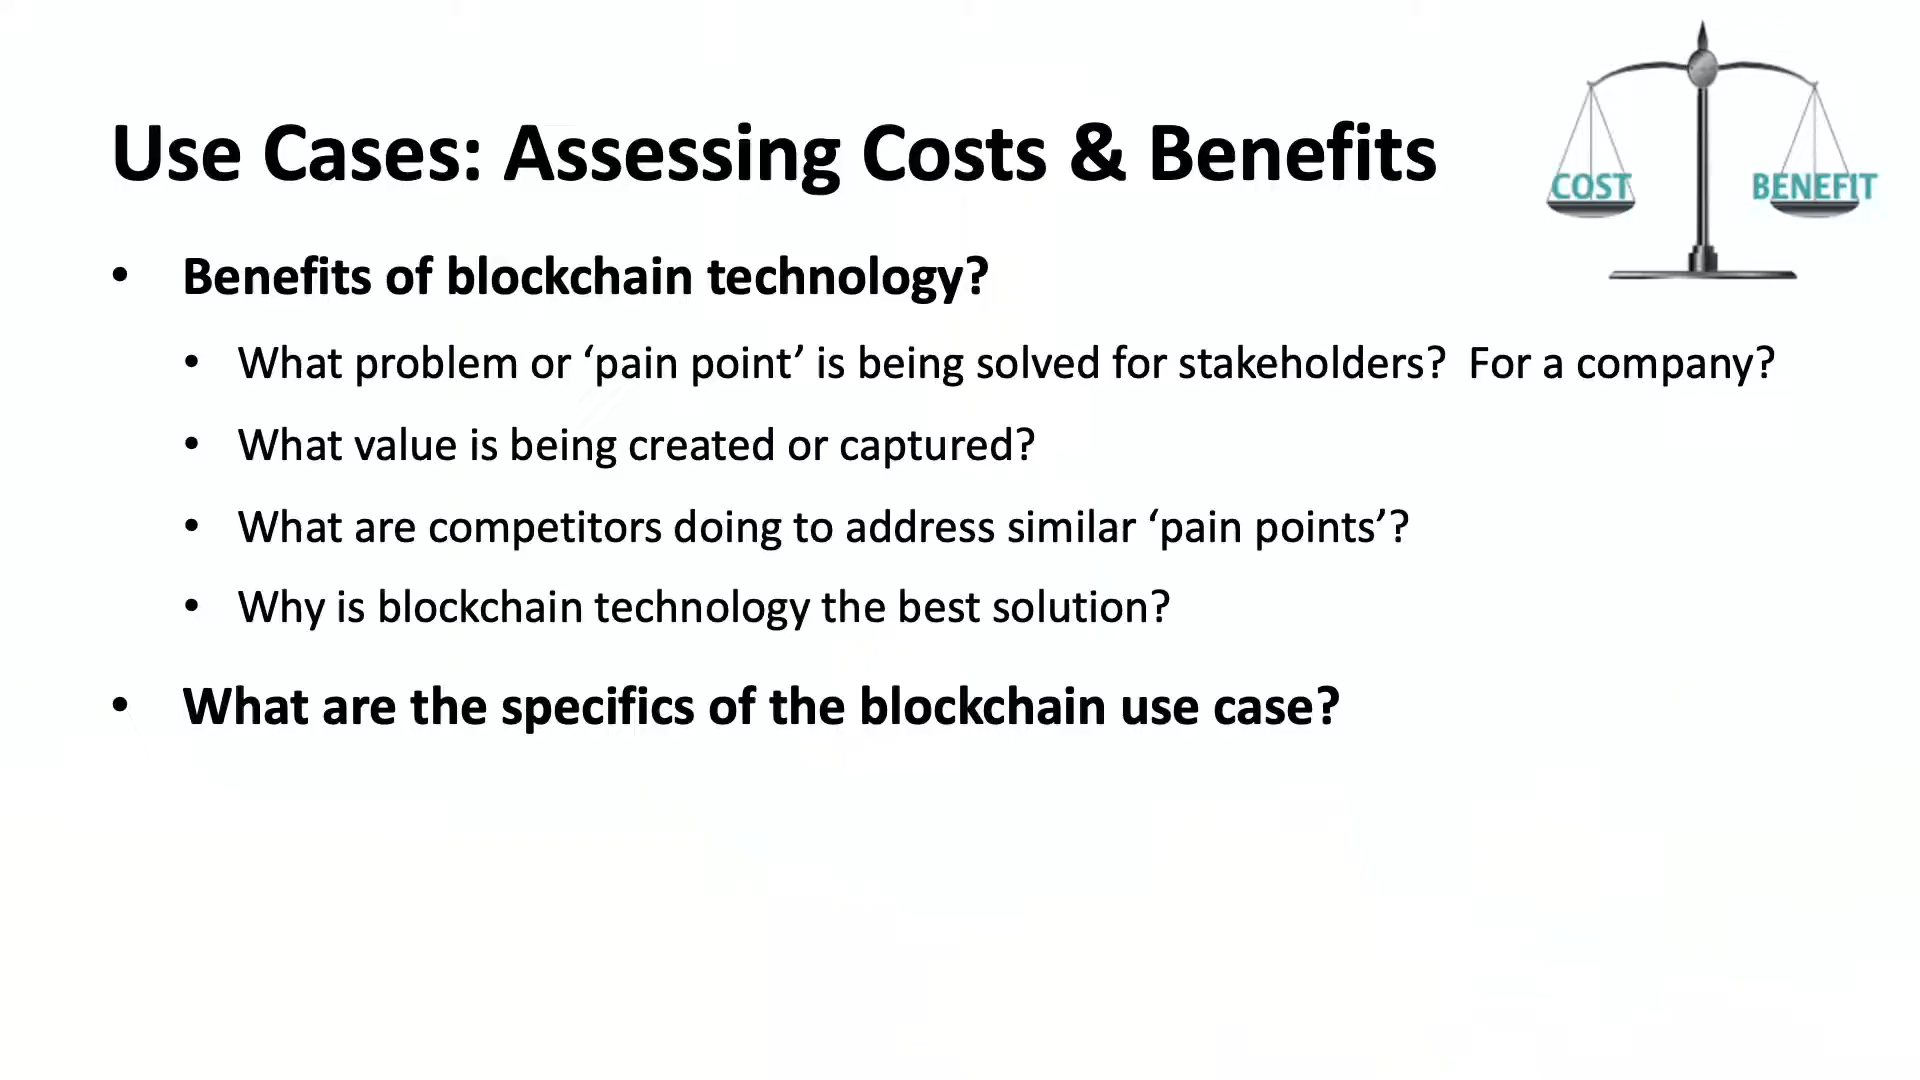 Use Cases: Assessing Costs & Benefits
COST
BENEFIT
• Benefits of blockchain technology?
• What problem or ‘pain point’ is being solved for stakeholders?  For a company?
• What value is being created or captured?
• What are competitors doing to address similar ‘pain points’?
• Why is blockchain technology the best solution?
• What are the specifics of the blockchain use case?